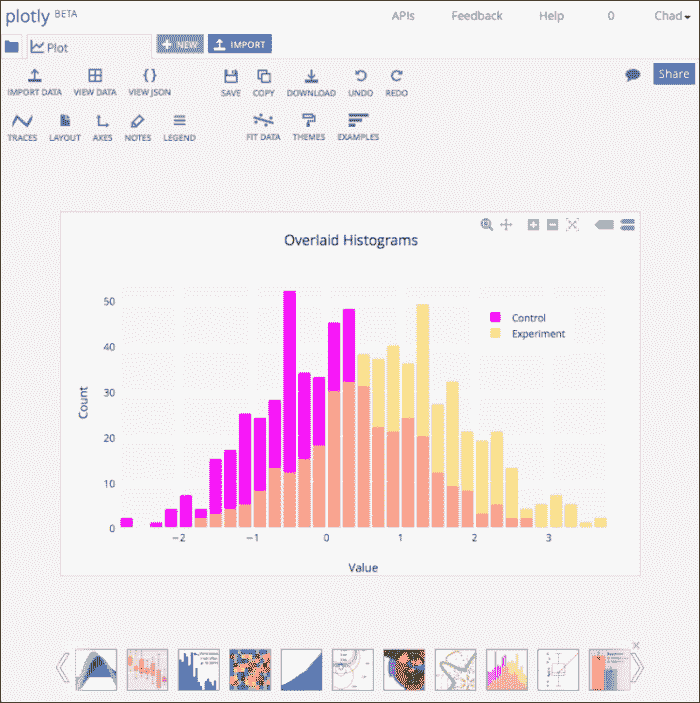 plotly BETA
APIs Feedback Help 0 Chad
Plot NEW IMPORT
IMPORT DATA VIEW DATA VIEW JSON SAVE COPY DOWNLOAD UNDO REDO Share
TRACES LAYOUT AXES NOTES LEGEND FIT DATA THEMES EXAMPLES
Overlaid Histograms
50
40
30
20
10
0
Count
Control
Experiment
−2 −1 0 1 2 3
Value